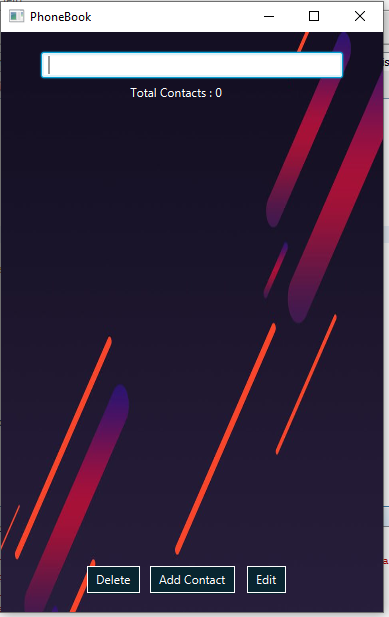 PhoneBook
Total Contacts : 0
Delete
Add Contact
Edit